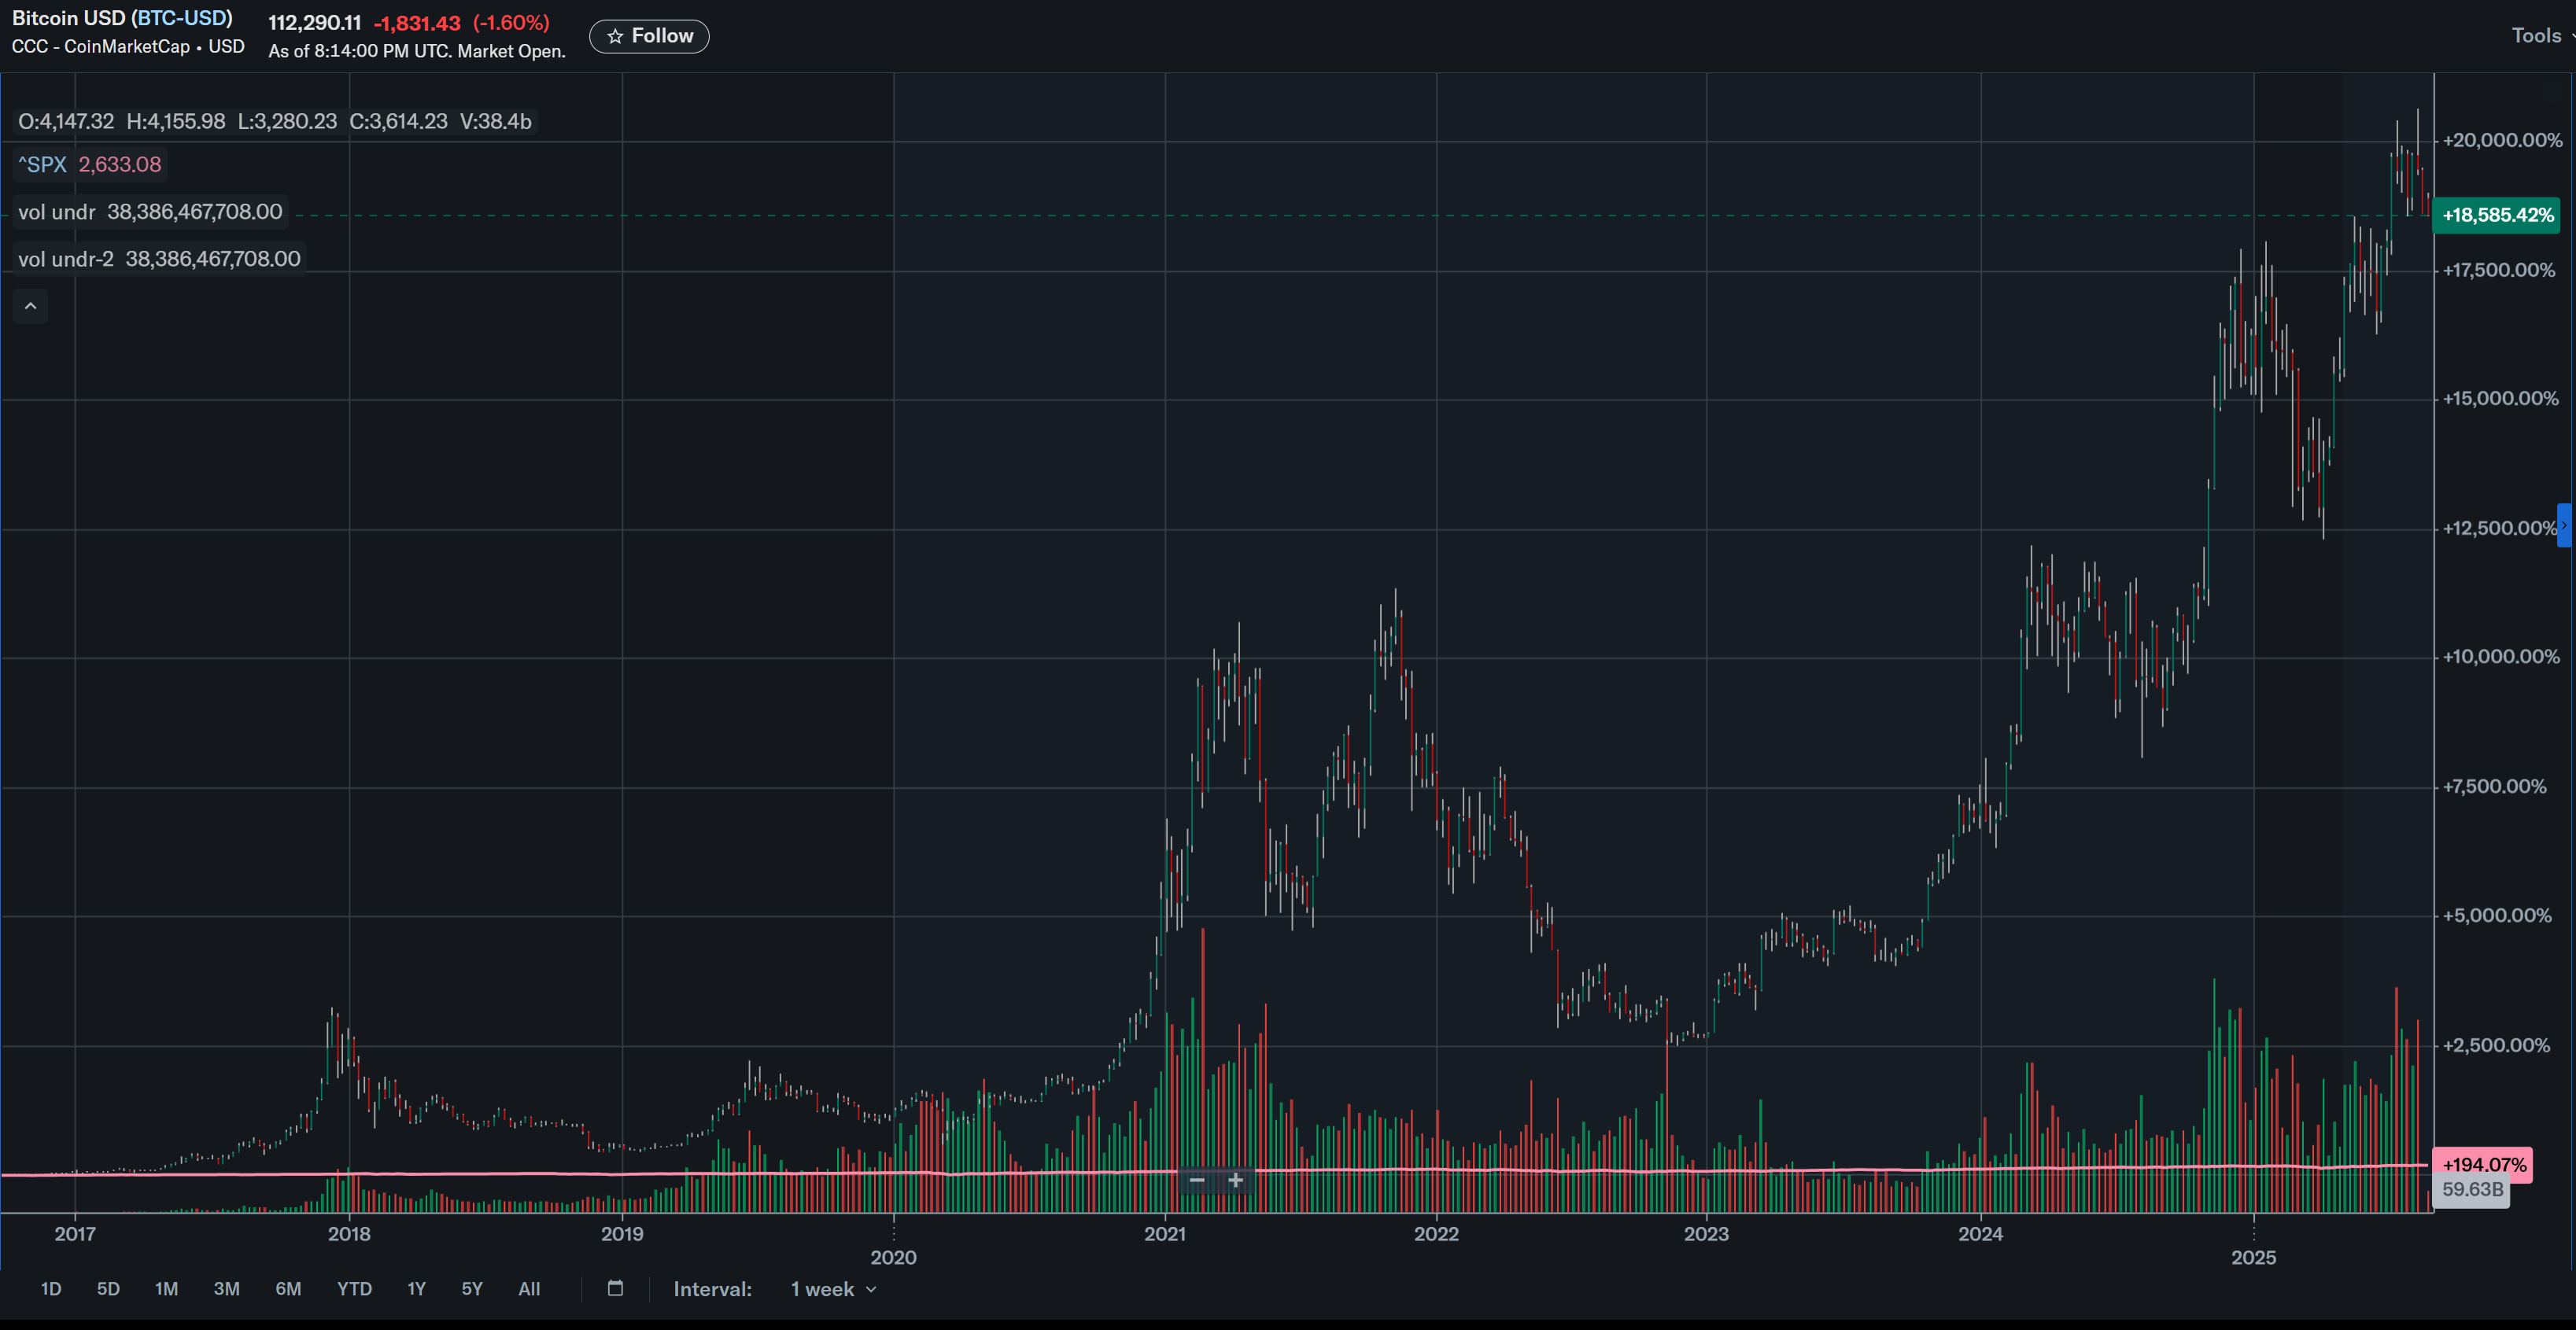 Bitcoin USD (BTC-USD)
CCC - CoinMarketCap • USD
112,290.11 -1,831.43 (-1.60%)
As of 8:14:00 PM UTC. Market Open.
Follow
Tools
O:4,147.32 H:4,155.98 L:3,280.23 C:3,614.23 V:38.4b
^SPX 2,633.08
vol undr 38,386,467,708.00
vol undr-2 38,386,467,708.00
+20,000.00%
+18,585.42%
+17,500.00%
+15,000.00%
+12,500.00%
+10,000.00%
+7,500.00%
+5,000.00%
+2,500.00%
+194.07%
59.63B
2017 2018 2019 2020 2021 2022 2023 2024 2025
1D 5D 1M 3M 6M YTD 1Y 5Y All Interval: 1 week